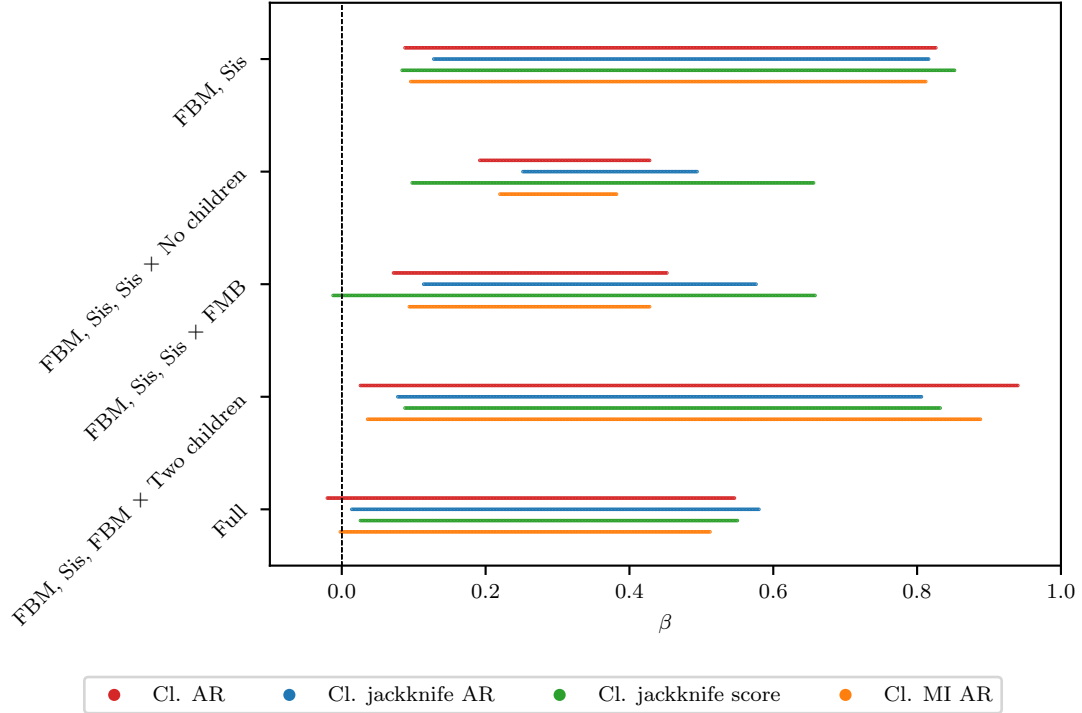 FBM, Sis
FBM, Sis, Sis × No children
FBM, Sis, Sis × FMB
FBM, Sis, FBM × Two children
Full
0.0 0.2 0.4 0.6 0.8 1.0
β
Cl. AR Cl. jackknife AR Cl. jackknife score Cl. MI AR